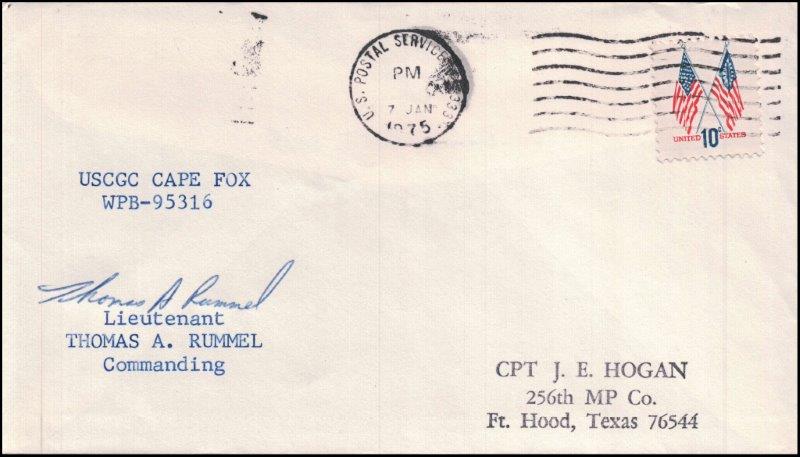 U.S. POSTAL SERVICE 333
PM
7 JAN
1975
UNITED 10c STATES
USCGC CAPE FOX
WPB-95316
Thomas A Rummel
Lieutenant
THOMAS A. RUMMEL
Commanding
CPT J. E. HOGAN
256th MP Co.
Ft. Hood, Texas 76544